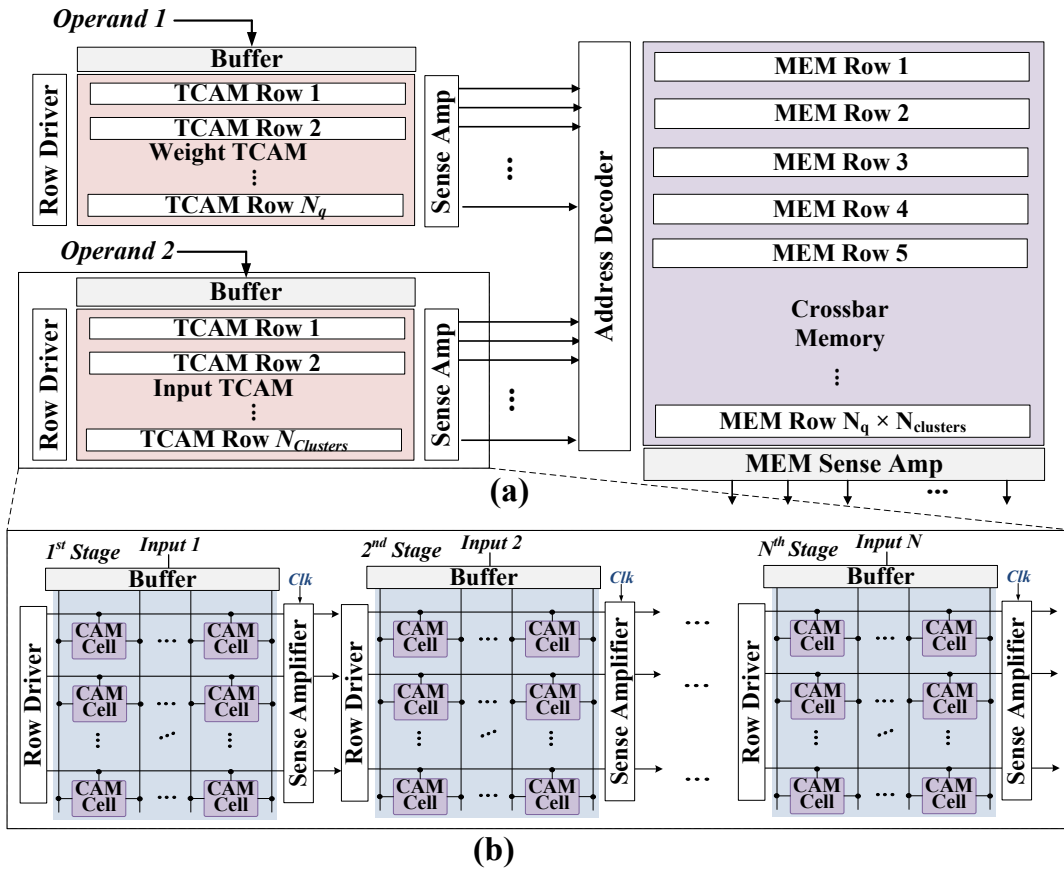 Operand 1
Buffer
Row Driver
TCAM Row 1
TCAM Row 2
Weight TCAM
⋮
TCAM Row N_q
Sense Amp
...
Operand 2
Buffer
Row Driver
TCAM Row 1
TCAM Row 2
Input TCAM
⋮
TCAM Row N_Clusters
Sense Amp
...
Address Decoder
MEM Row 1
MEM Row 2
MEM Row 3
MEM Row 4
MEM Row 5
Crossbar
Memory
⋮
MEM Row N_q × N_clusters
MEM Sense Amp
...
(a)
1st Stage
Input 1
Buffer
Clk
Row Driver
CAM Cell ... CAM Cell
CAM Cell ... CAM Cell
CAM Cell ... CAM Cell
Sense Amplifier
2nd Stage
Input 2
Buffer
Clk
Row Driver
CAM Cell ... CAM Cell
CAM Cell ... CAM Cell
CAM Cell ... CAM Cell
Sense Amplifier
...
...
...
Nth Stage
Input N
Buffer
Clk
Row Driver
CAM Cell ... CAM Cell
CAM Cell ... CAM Cell
CAM Cell ... CAM Cell
Sense Amplifier
(b)